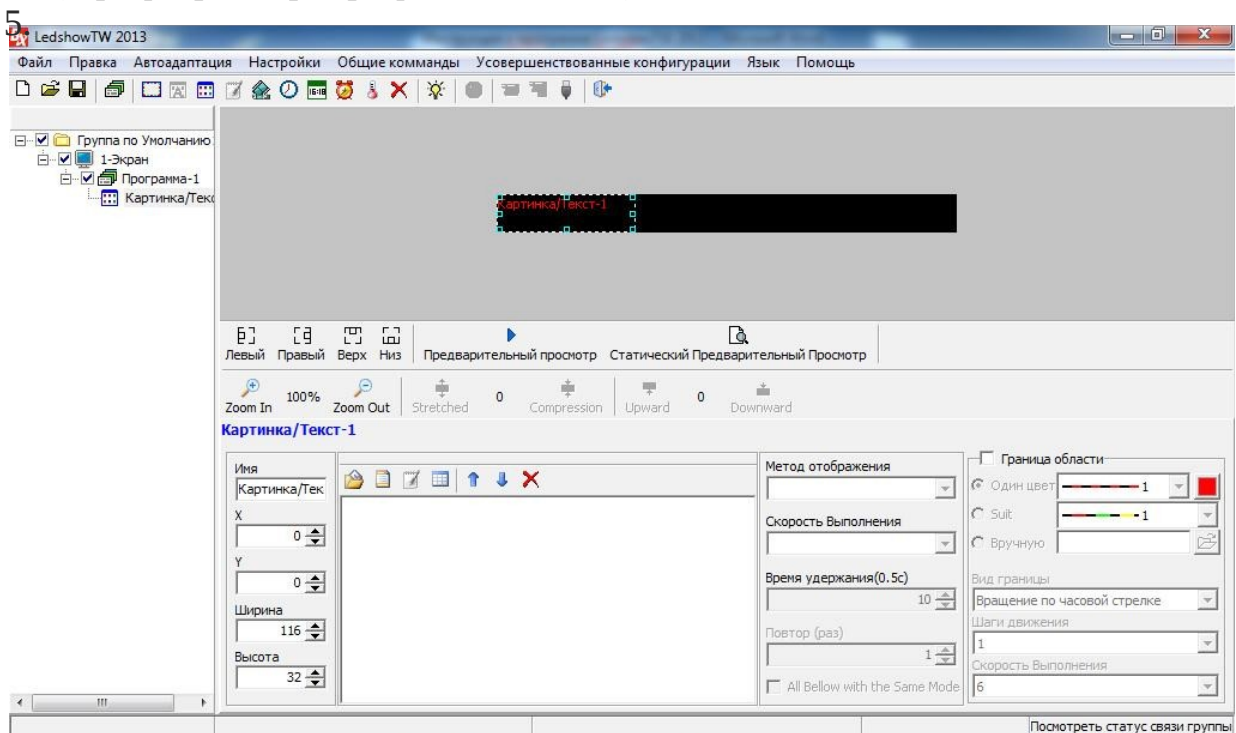 5.
LedshowTW 2013
Файл Правка Автоадаптация Настройки Общие комманды Усовершенствованные конфигурации Язык Помощь
Группа по Умолчанию
1-Экран
Программа-1
Картинка/Текс
Картинка/Текст-1
Левый Правый Верх Низ Предварительный просмотр Статический Предварительный Просмотр
Zoom In 100% Zoom Out Stretched 0 Compression Upward 0 Downward
Картинка/Текст-1
Имя
Картинка/Тек
X
0
Y
0
Ширина
116
Высота
32
Метод отображения
Скорость Выполнения
Время удержания(0.5с)
10
Повтор (раз)
1
All Bellow with the Same Mode
Граница области
Один цвет 1
Suit 1
Вручную
Вид границы
Вращение по часовой стрелке
Шаги движения
1
Скорость Выполнения
6
Посмотреть статус связи группы